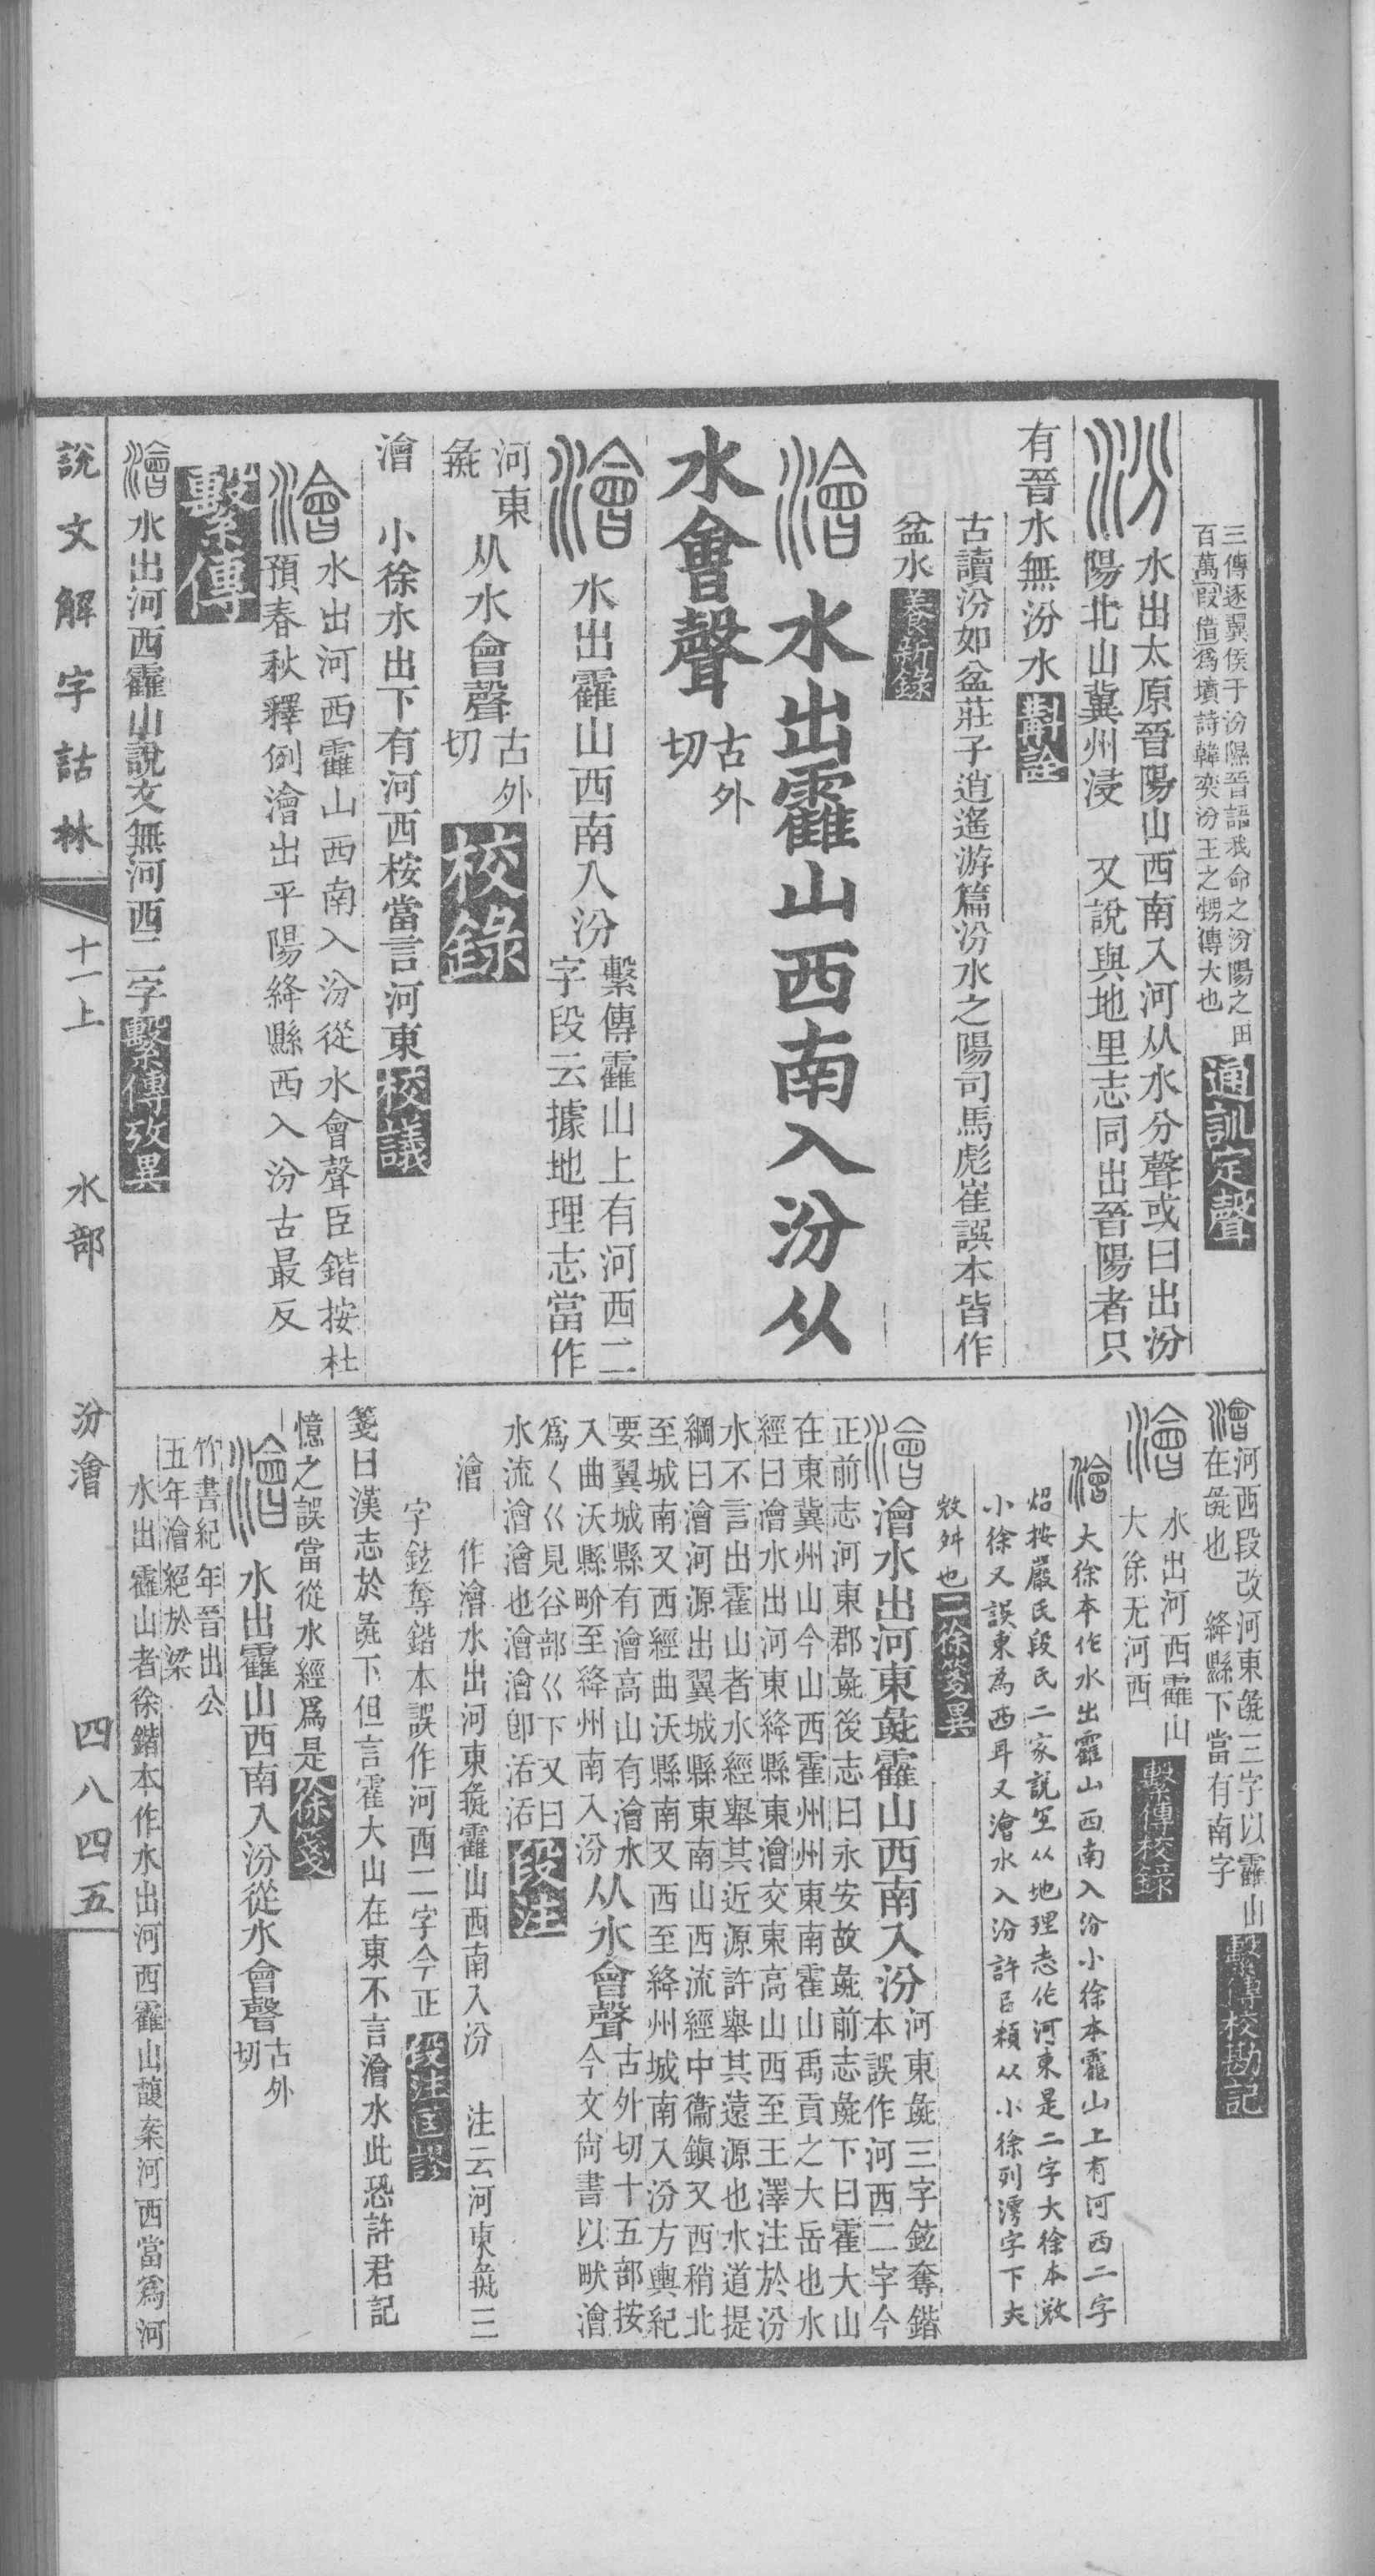 三傳逐翼侯于汾隰晉語我命之汾陽之田
百萬假借爲墳詩韓奕汾王之甥傳大也
通訓定聲
汾
水出太原晉陽山西南入河从水分聲或曰出汾
陽北山冀州浸 又說與地里志同出晉陽者只
有晉水無汾水斠詮
古讀汾如盆莊子逍遙游篇汾水之陽司馬彪崔譔本皆作
盆水養新錄
澮 水出霍山西南入汾从
水會聲古外切
澮 水出霍山西南入汾繫傳霍山上有河西二
字段云據地理志當作
河東
彘 从水會聲古外切校錄
澮 小徐水出下有河西桉當言河東校議
澮
水出河西霍山西南入汾從水會聲臣鍇按杜
預春秋釋例澮出平陽絳縣西入汾古最反
繫傳
澮水出河西霍山說文無河西二字繫傳攷異
說文解字詁林 十一上 水部 汾澮 四八四五
澮河西段改河東彘三字以霍山
在彘也 絳縣下當有南字繫傳校勘記
澮
水出河西霍山
大徐无河西繫傳校錄
澮 大徐本作水出霍山西南入汾小徐本霍山上有河西二字
炤按嚴氏段氏二家說宜从地理志作河東是二字大徐本敚
小徐又誤東為西耳又澮水入汾許君類从小徐列澇字下大
敚舛也二徐箋異
澮 澮水出河東彘霍山西南入汾河東彘三字鉉奪鍇
本誤作河西二字今
正前志河東郡彘後志曰永安故彘前志彘下曰霍大山
在東冀州山今山西霍州州東南霍山禹貢之大岳也水
經曰澮水出河東絳縣東澮交東高山西至王澤注於汾
水不言出霍山者水經舉其近源許舉其遠源也水道提
綱曰澮河源出翼城縣東南山西流經中衞鎮又西稍北
至城南又西經曲沃縣南又西至絳州城南入汾方輿紀
要翼城縣有澮高山有澮水
入曲沃縣畍至絳州南入汾从水會聲古外切十五部按
今文尙書以畎澮
爲𡿨巜見谷部巜下又曰
水流澮澮也澮澮卽活活段注
澮 作澮水出河東彘霍山西南入汾 注云河東彘三
字鉉奪鍇本誤作河西二字今正段注匡謬
箋曰漢志於彘下但言霍大山在東不言澮水此恐許君記
憶之誤當從水經爲是徐箋
澮 水出霍山西南入汾從水會聲古外切
竹書紀年晉出公
五年澮絕於梁
水出霍山者徐鍇本作水出河西霍山馥案河西當爲河